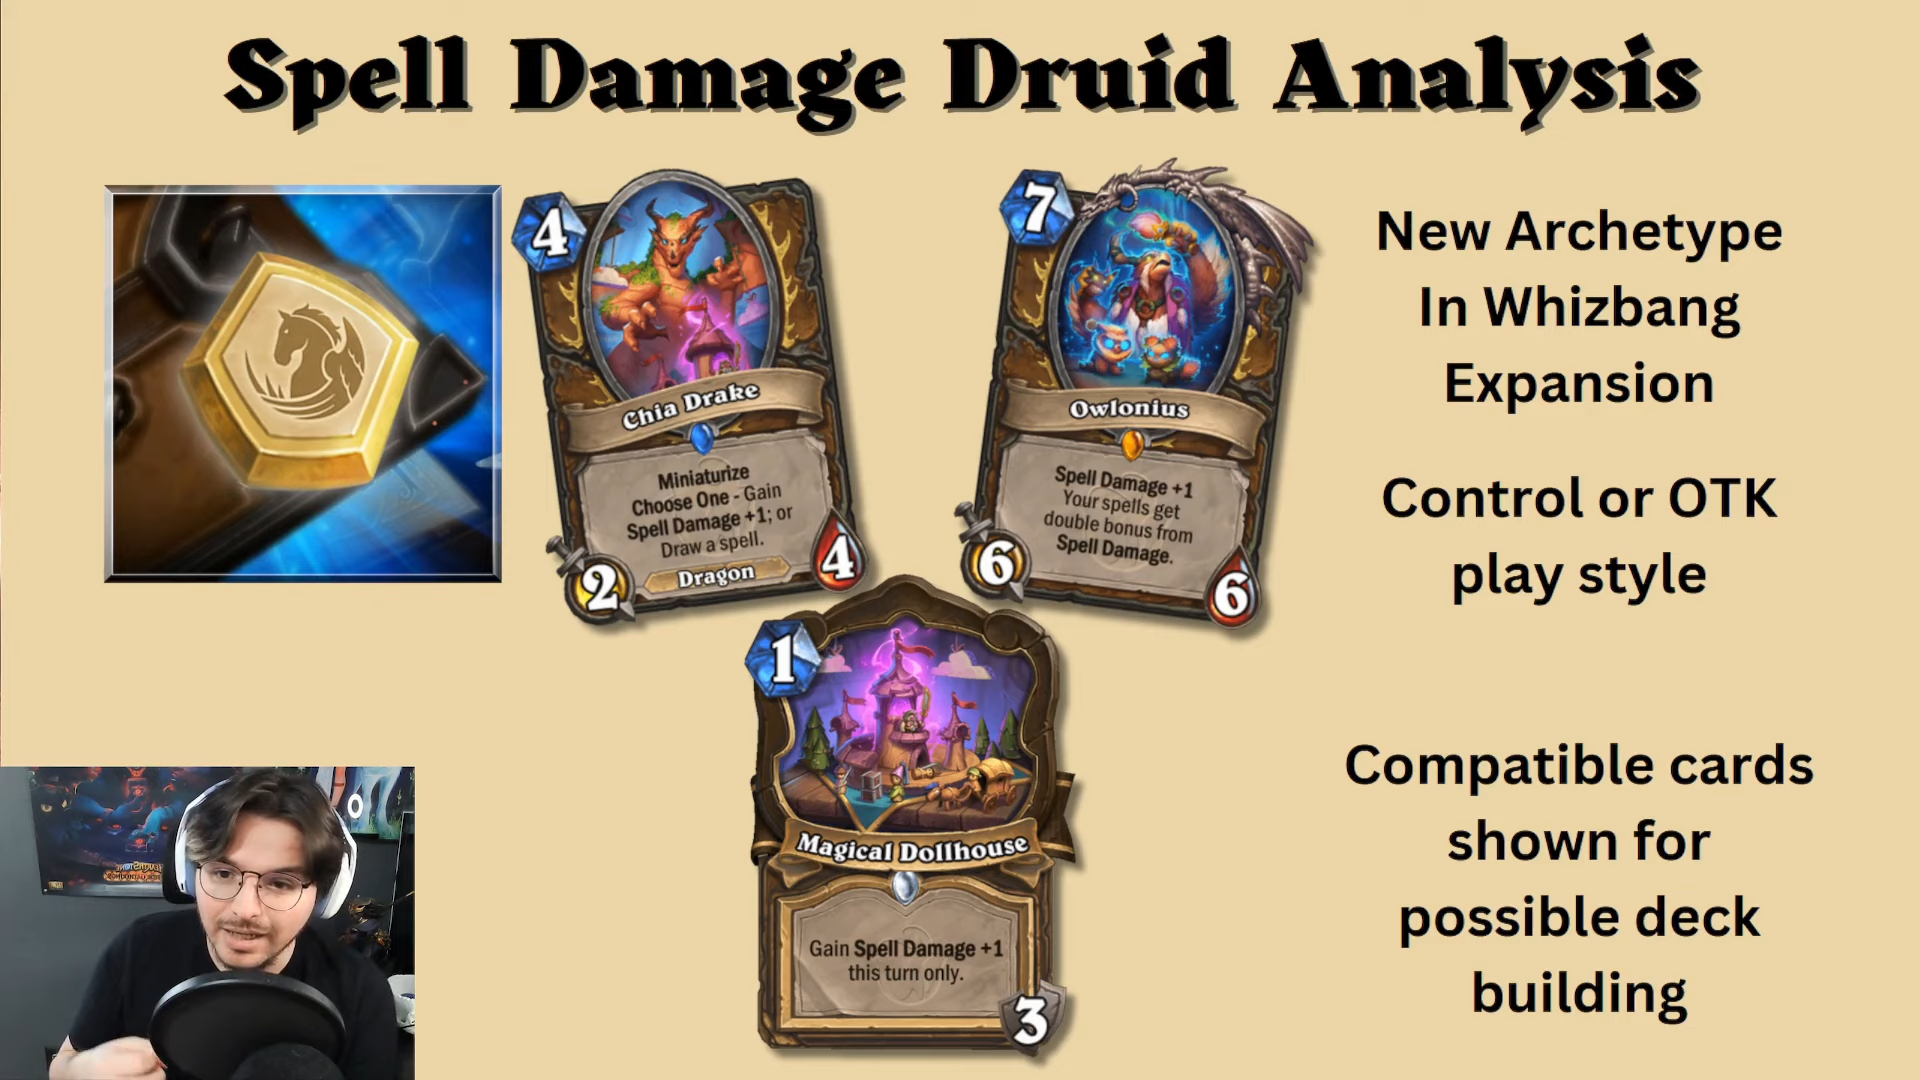 Spell Damage Druid Analysis
4
Chia Drake
Miniaturize
Choose One - Gain
Spell Damage +1; or
Draw a spell.
Dragon
2
4
7
Owlonius
Spell Damage +1
Your spells get
double bonus from
Spell Damage.
6
6
1
Magical Dollhouse
Gain Spell Damage +1
this turn only.
3
New Archetype
In Whizbang
Expansion
Control or OTK
play style
Compatible cards
shown for
possible deck
building